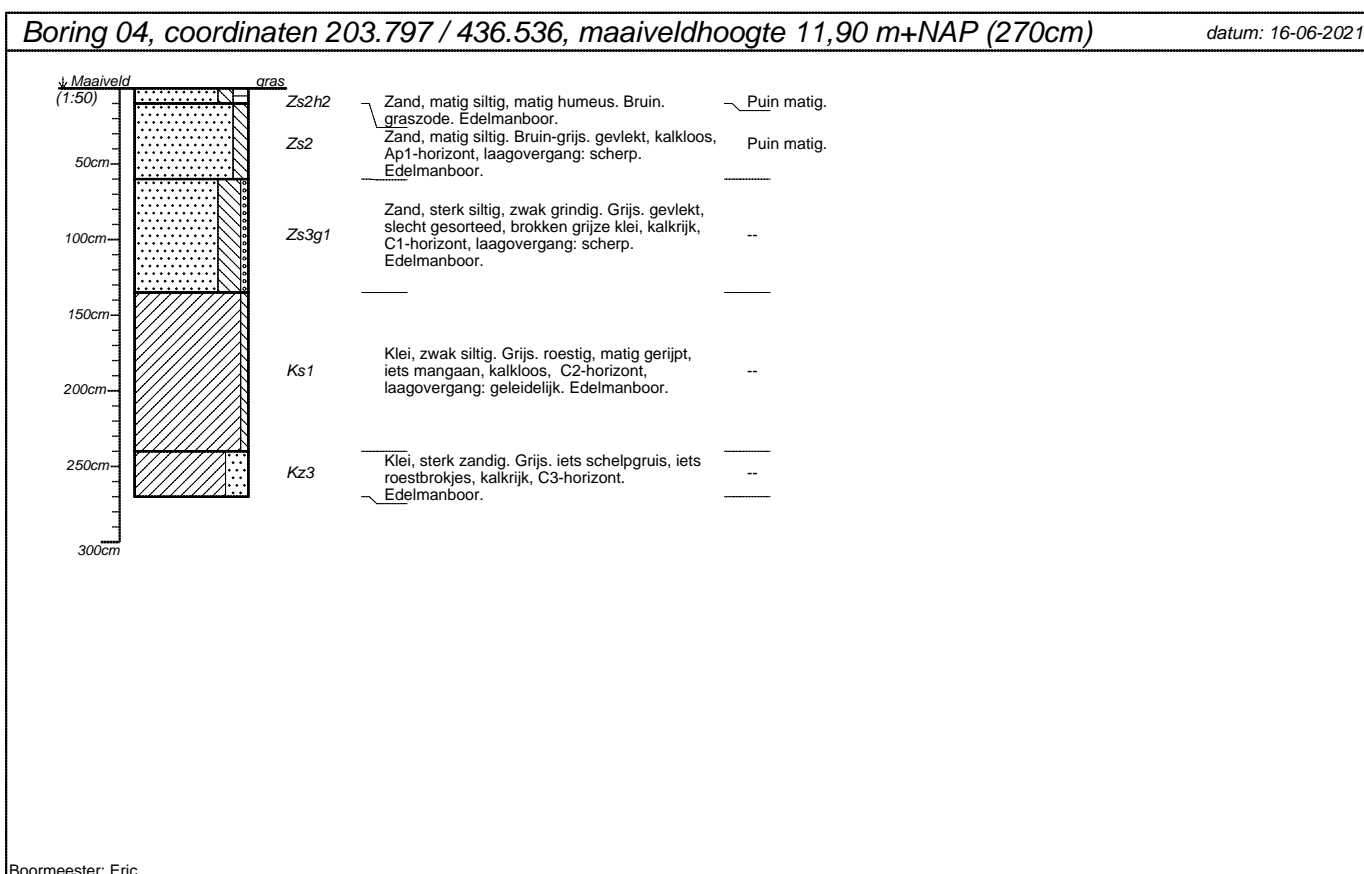 Boring 04, coordinaten 203.797 / 436.536, maaiveldhoogte 11,90 m+NAP (270cm)
datum: 16-06-2021
Maaiveld
gras
(1:50)
Zs2h2
Zand, matig siltig, matig humeus. Bruin.
graszode. Edelmanboor.
Puin matig.
Zs2
Zand, matig siltig. Bruin-grijs. gevlekt, kalkloos,
Ap1-horizont, laagovergang: scherp.
Edelmanboor.
Puin matig.
50cm
Zs3g1
Zand, sterk siltig, zwak grindig. Grijs. gevlekt,
slecht gesorteed, brokken grijze klei, kalkrijk,
C1-horizont, laagovergang: scherp.
Edelmanboor.
--
100cm
150cm
Ks1
Klei, zwak siltig. Grijs. roestig, matig gerijpt,
iets mangaan, kalkloos, C2-horizont,
laagovergang: geleidelijk. Edelmanboor.
--
200cm
250cm
Kz3
Klei, sterk zandig. Grijs. iets schelpgruis, iets
roestbrokjes, kalkrijk, C3-horizont.
Edelmanboor.
--
300cm
Boormeester: Eric